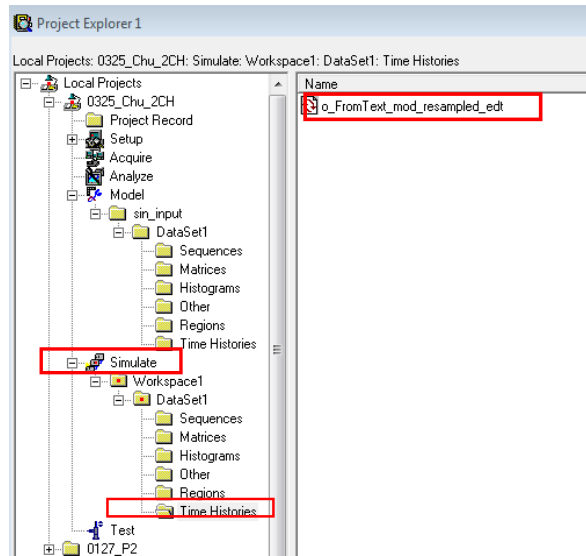 Project Explorer 1
Local Projects: 0325_Chu_2CH: Simulate: Workspace1: DataSet1: Time Histories
Local Projects
0325_Chu_2CH
Project Record
Setup
Acquire
Analyze
Model
sin_input
DataSet1
Sequences
Matrices
Histograms
Other
Regions
Time Histories
Simulate
Workspace1
DataSet1
Sequences
Matrices
Histograms
Other
Regions
Time Histories
Test
0127_P2
Name
o_FromText_mod_resampled_edt